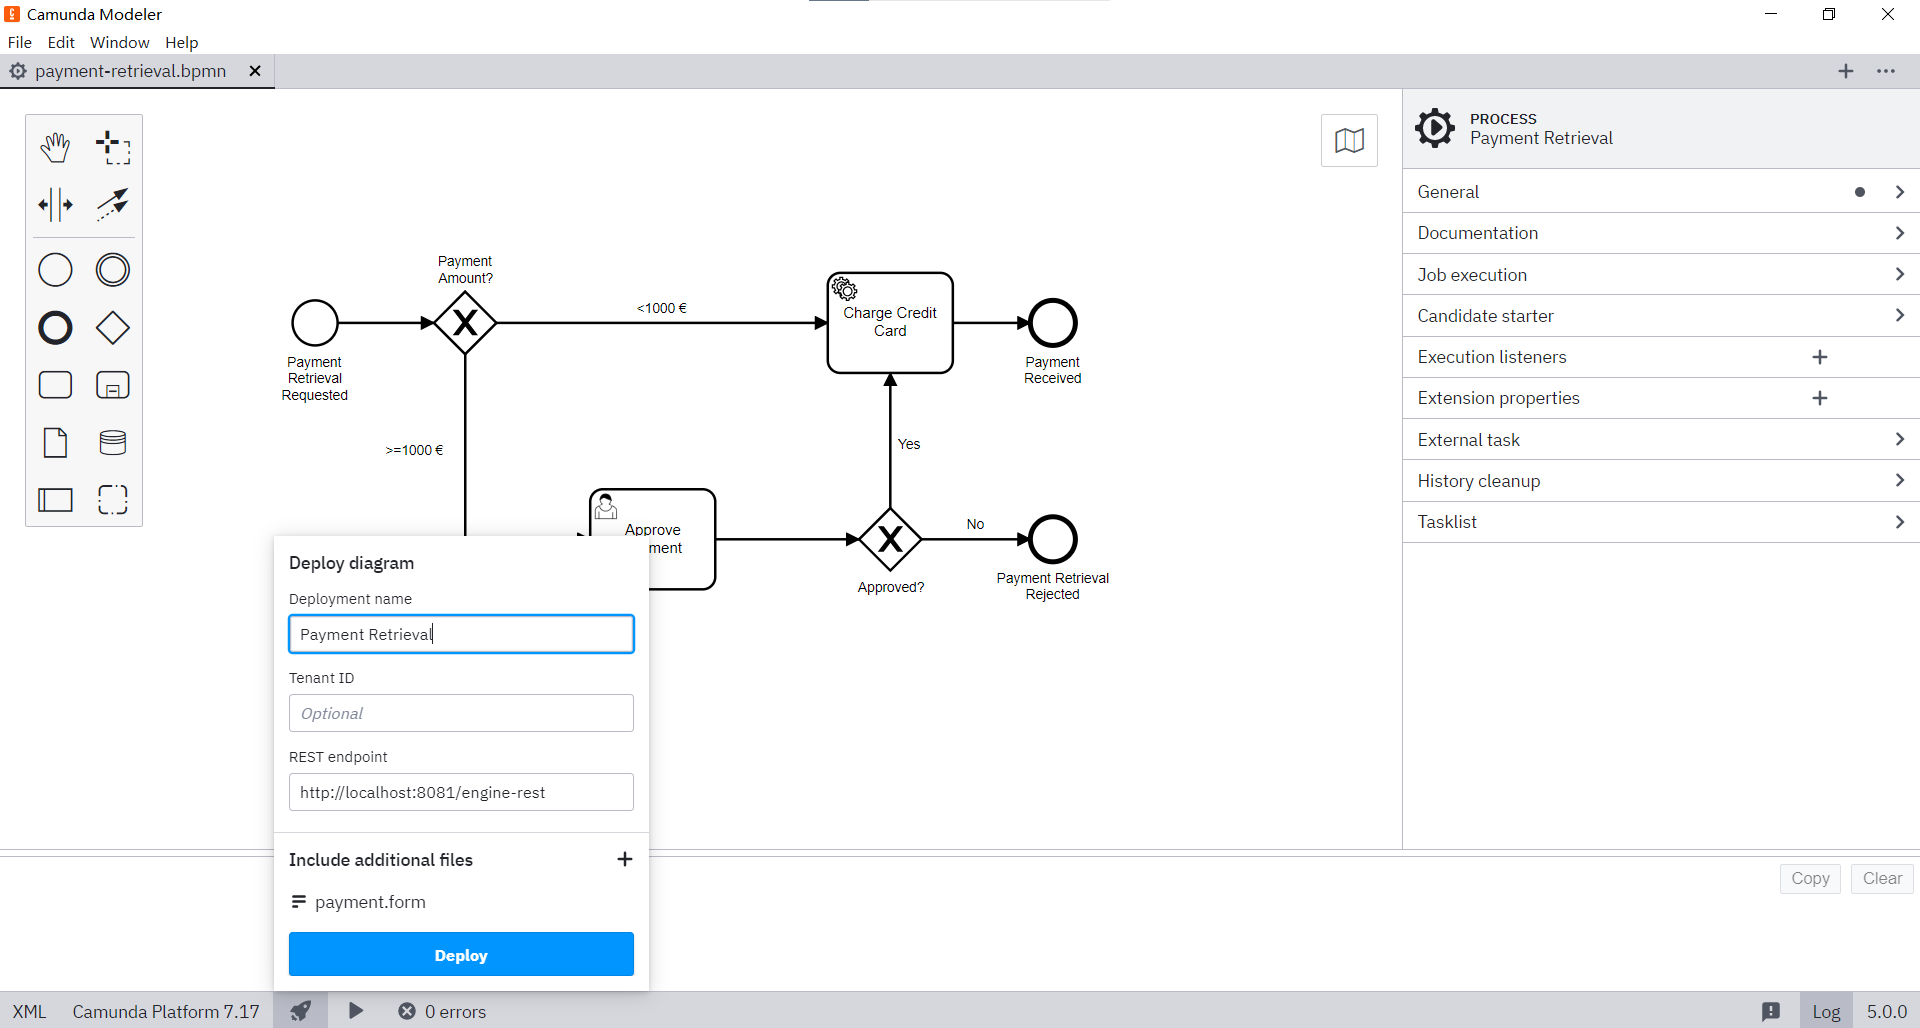 Camunda Modeler
File Edit Window Help
payment-retrieval.bpmn
PROCESS
Payment Retrieval
General
Documentation
Job execution
Candidate starter
Execution listeners
Extension properties
External task
History cleanup
Tasklist
Payment
Amount?
<1000 €
Charge Credit
Card
Payment
Retrieval
Requested
Payment
Received
>=1000 €
Yes
Approve
ment
No
Approved?
Payment Retrieval
Rejected
Deploy diagram
Deployment name
Payment Retrieval
Tenant ID
Optional
REST endpoint
http://localhost:8081/engine-rest
Include additional files
payment.form
Deploy
Copy Clear
XML Camunda Platform 7.17 0 errors Log 5.0.0